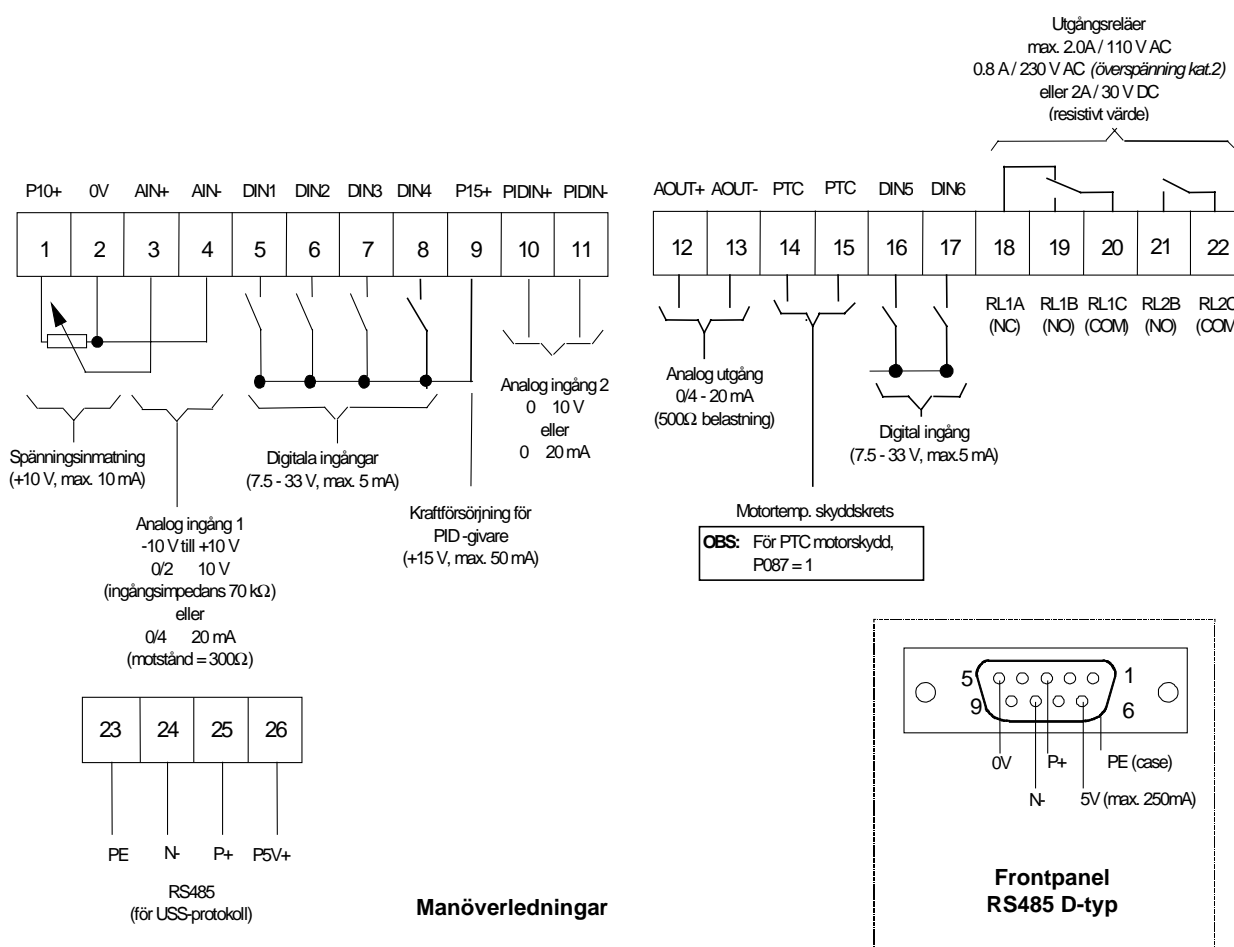 Utgångsreläer
max. 2.0A / 110 V AC
0.8 A / 230 V AC (överspänning kat.2)
eller 2A / 30 V DC
(resistivt värde)
P10+ 0V AIN+ AIN- DIN1 DIN2 DIN3 DIN4 P15+ PIDIN+ PIDIN-
1 2 3 4 5 6 7 8 9 10 11
AOUT+ AOUT- PTC PTC DIN5 DIN6
12 13 14 15 16 17 18 19 20 21 22
RL1A RL1B RL1C RL2B RL2C
(NC) (NO) (COM) (NO) (COM
Spänningsinmatning
(+10 V, max. 10 mA)
Analog ingång 1
-10 V till +10 V
0/2 10 V
(ingångsimpedans 70 kΩ)
eller
0/4 20 mA
(motstånd = 300Ω)
Digitala ingångar
(7.5 - 33 V, max. 5 mA)
Kraftförsörjning för
PID -givare
(+15 V, max. 50 mA)
Analog ingång 2
0 10 V
eller
0 20 mA
Analog utgång
0/4 - 20 mA
(500Ω belastning)
Digital ingång
(7.5 - 33 V, max.5 mA)
Motortemp. skyddskrets
OBS: För PTC motorskydd,
P087 = 1
23 24 25 26
PE N- P+ P5V+
RS485
(för USS-protokoll)
Manöverledningar
5 1
9 6
0V P+ PE (case)
N- 5V (max. 250mA)
Frontpanel
RS485 D-typ